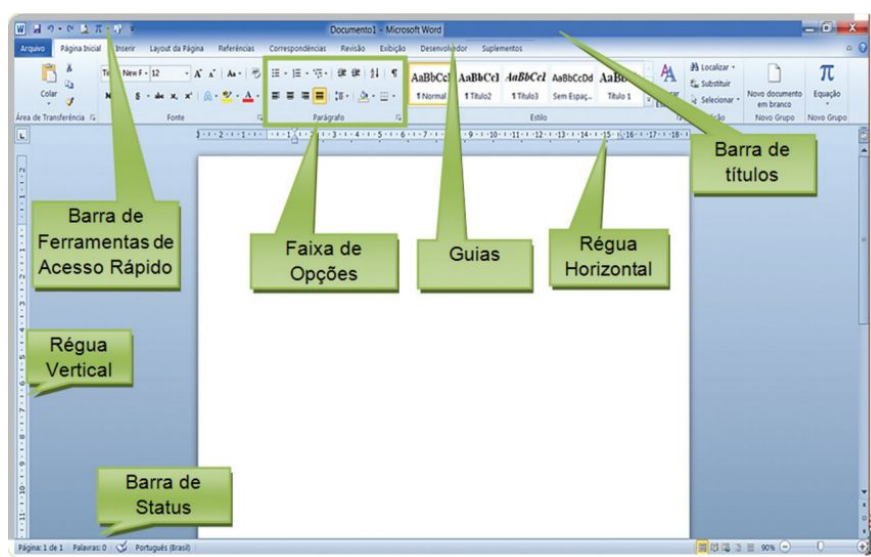 Documento1 - Microsoft Word
Arquivo Página Inicial Inserir Layout da Página Referências Correspondências Revisão Exibição Desenvolvedor Suplementos
Colar
New 12
AaBbCcI AaBbCcI AaBbCcI AaBbCcDd
¶ Normal ¶ Título2 ¶ Título3 Sem Espaç... Título 1
Localizar
Substituir
Selecionar
Novo documento em branco
Equação
Área de Transferência Fonte Parágrafo Estilo Novo Grupo Novo Grupo
Barra de
títulos
Barra de
Ferramentas de
Acesso Rápido
Faixa de
Opções
Guias
Régua
Horizontal
Régua
Vertical
Barra de
Status
Página: 1 de 1 Palavras: 0 Português (Brasil) 90%